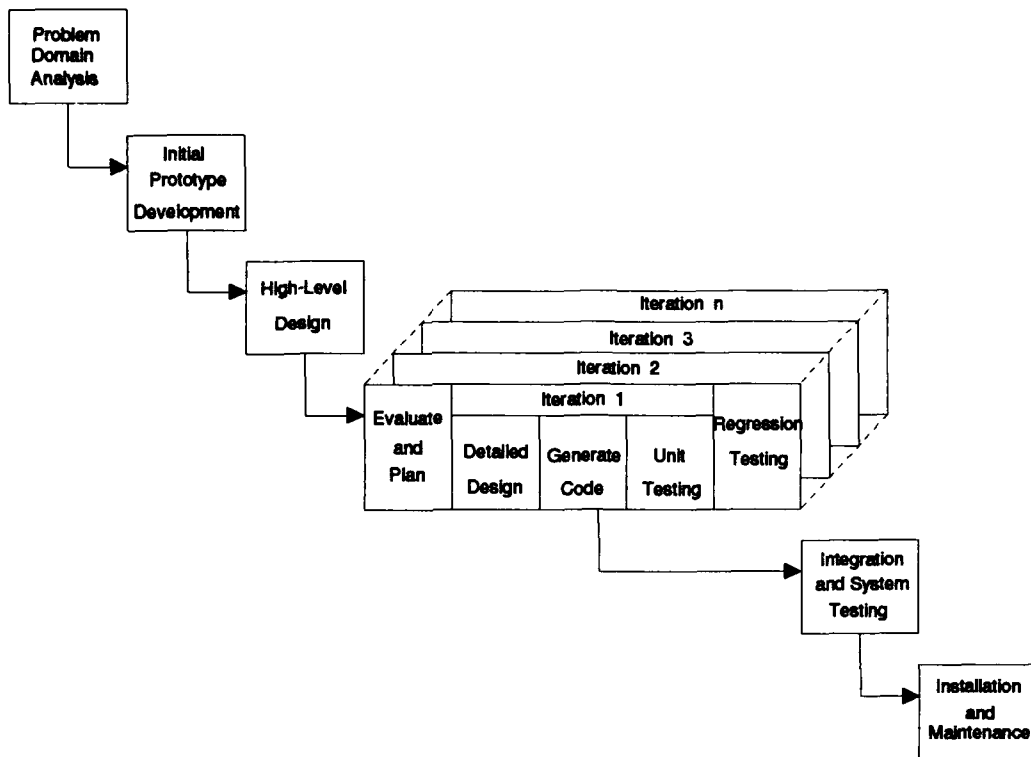 Problem
Domain
Analysis
Initial
Prototype
Development
High-Level
Design
Iteration n
Iteration 3
Iteration 2
Iteration 1
Evaluate
and
Plan
Detailed
Design
Generate
Code
Unit
Testing
Regression
Testing
Integration
and System
Testing
Installation
and
Maintenance